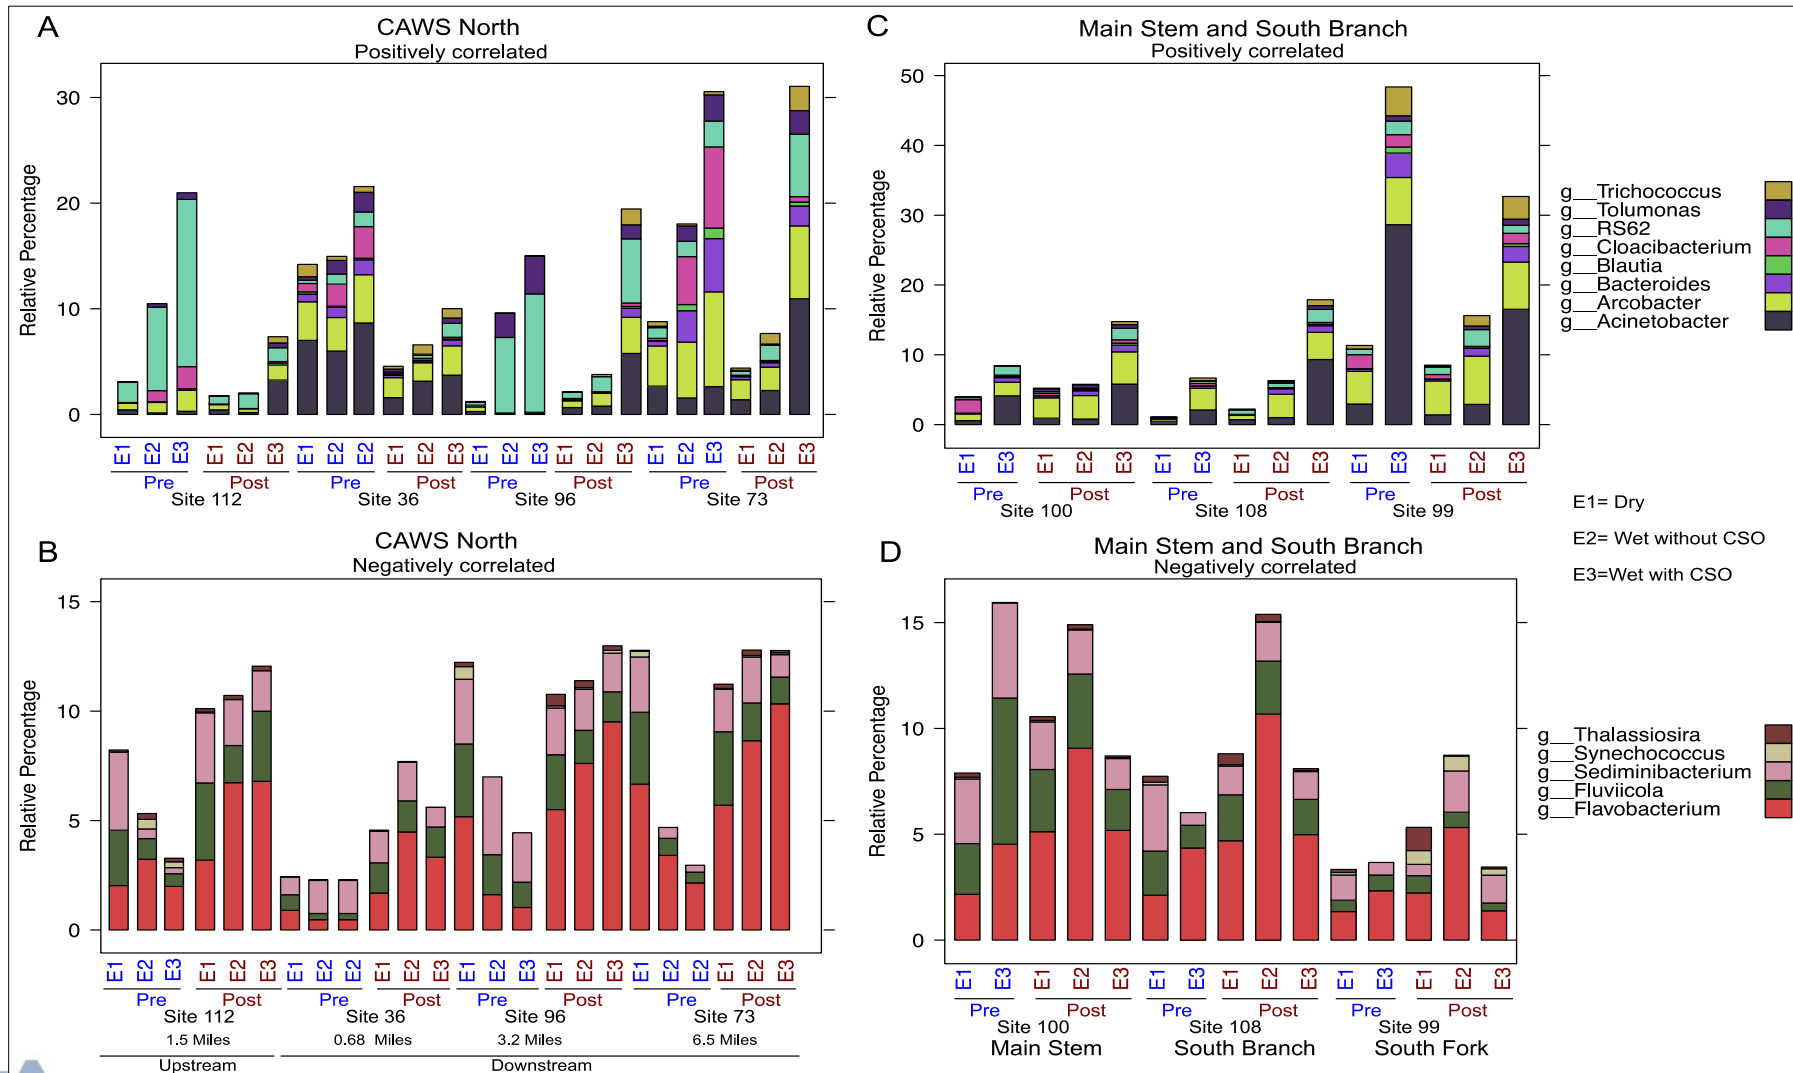 A
CAWS North
Positively correlated
Relative Percentage
30
20
10
0
E1 E2 E3 E1 E2 E3 E1 E2 E2 E1 E2 E3 E1 E2 E3 E1 E2 E3 E1 E2 E3 E1 E2 E3
Pre Post Pre Post Pre Post Pre Post
Site 112 Site 36 Site 96 Site 73
C
Main Stem and South Branch
Positively correlated
Relative Percentage
50
40
30
20
10
0
E1 E3 E1 E2 E3 E1 E3 E1 E2 E3 E1 E3 E1 E2 E3
Pre Post Pre Post Pre Post
Site 100 Site 108 Site 99
g__Trichococcus
g__Tolumonas
g__RS62
g__Cloacibacterium
g__Blautia
g__Bacteroides
g__Arcobacter
g__Acinetobacter
E1= Dry
E2= Wet without CSO
E3=Wet with CSO
B
CAWS North
Negatively correlated
Relative Percentage
15
10
5
0
E1 E2 E3 E1 E2 E3 E1 E2 E2 E1 E2 E3 E1 E2 E3 E1 E2 E3 E1 E2 E2 E1 E2 E3
Pre Post Pre Post Pre Post Pre Post
Site 112 Site 36 Site 96 Site 73
1.5 Miles 0.68 Miles 3.2 Miles 6.5 Miles
Upstream Downstream
D
Main Stem and South Branch
Negatively correlated
Relative Percentage
15
10
5
0
E1 E3 E1 E2 E3 E1 E3 E1 E2 E3 E1 E3 E1 E2 E3
Pre Post Pre Post Pre Post
Site 100 Site 108 Site 99
Main Stem South Branch South Fork
g__Thalassiosira
g__Synechococcus
g__Sediminibacterium
g__Fluviicola
g__Flavobacterium